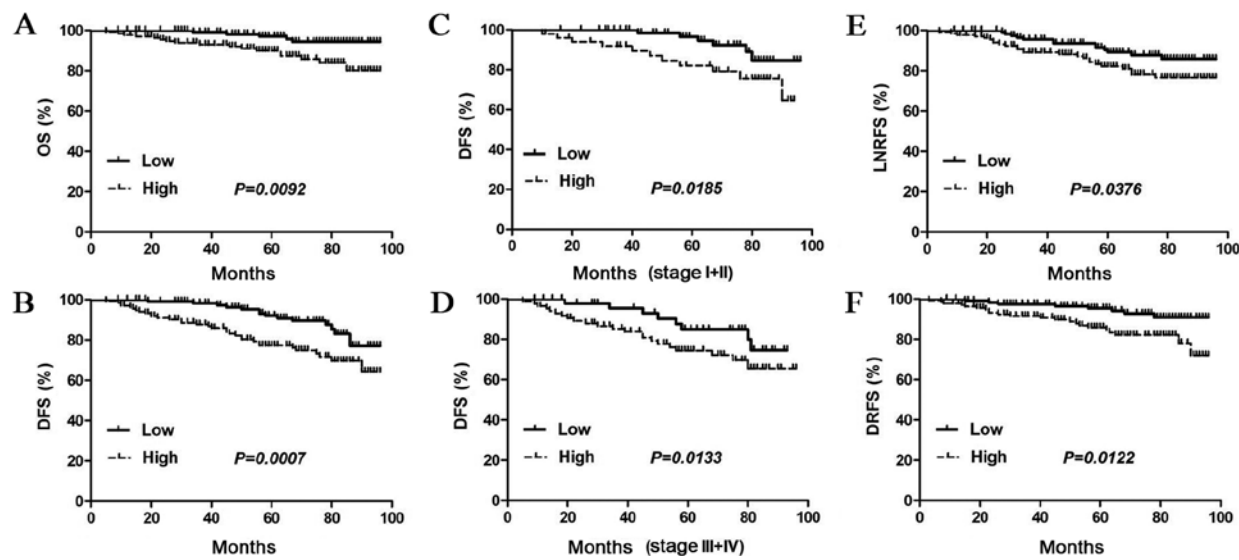 A
OS (%)
100
80
60
40
20
0
Low
High
P=0.0092
0 20 40 60 80 100
Months
C
DFS (%)
100
80
60
40
20
0
Low
High
P=0.0185
0 20 40 60 80 100
Months (stage I+II)
E
LNRFS (%)
100
80
60
40
20
0
Low
High
P=0.0376
0 20 40 60 80 100
Months
B
DFS (%)
100
80
60
40
20
0
Low
High
P=0.0007
0 20 40 60 80 100
Months
D
DFS (%)
100
80
60
40
20
0
Low
High
P=0.0133
0 20 40 60 80 100
Months (stage III+IV)
F
DRFS (%)
100
80
60
40
20
0
Low
High
P=0.0122
0 20 40 60 80 100
Months